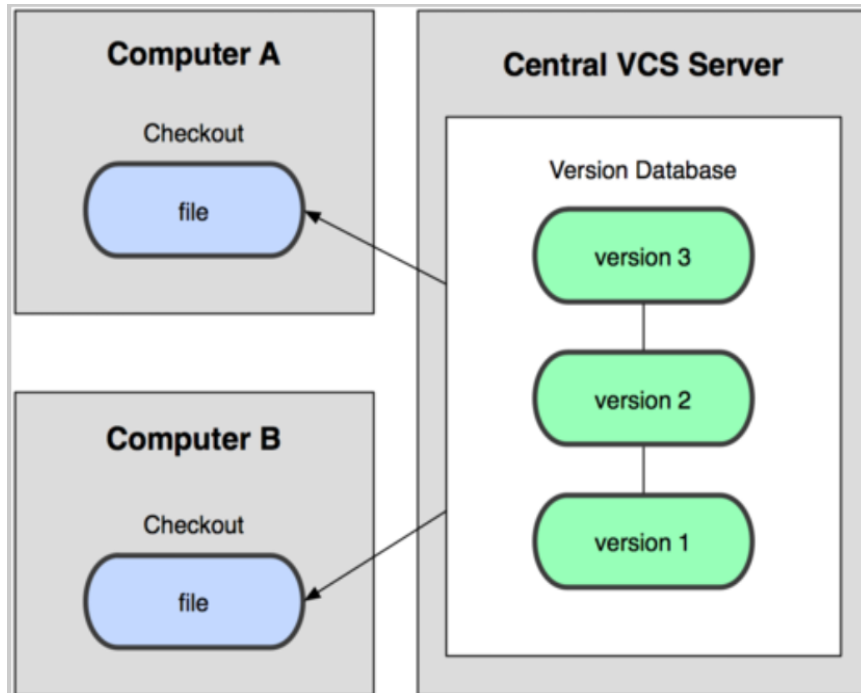 Computer A
Checkout
file
Computer B
Checkout
file
Central VCS Server
Version Database
version 3
version 2
version 1